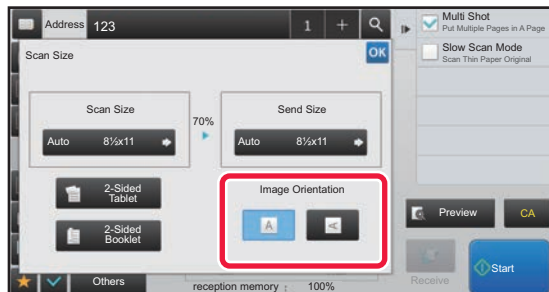 Address 123 1 +
Multi Shot
Put Multiple Pages in A Page
Scan Size
OK
Slow Scan Mode
Scan Thin Paper Original
Scan Size
70%
Send Size
Auto 8½x11
Auto 8½x11
2-Sided
Tablet
Image Orientation
A
A
2-Sided
Booklet
Preview
CA
Others
reception memory : 100%
Receive
Start